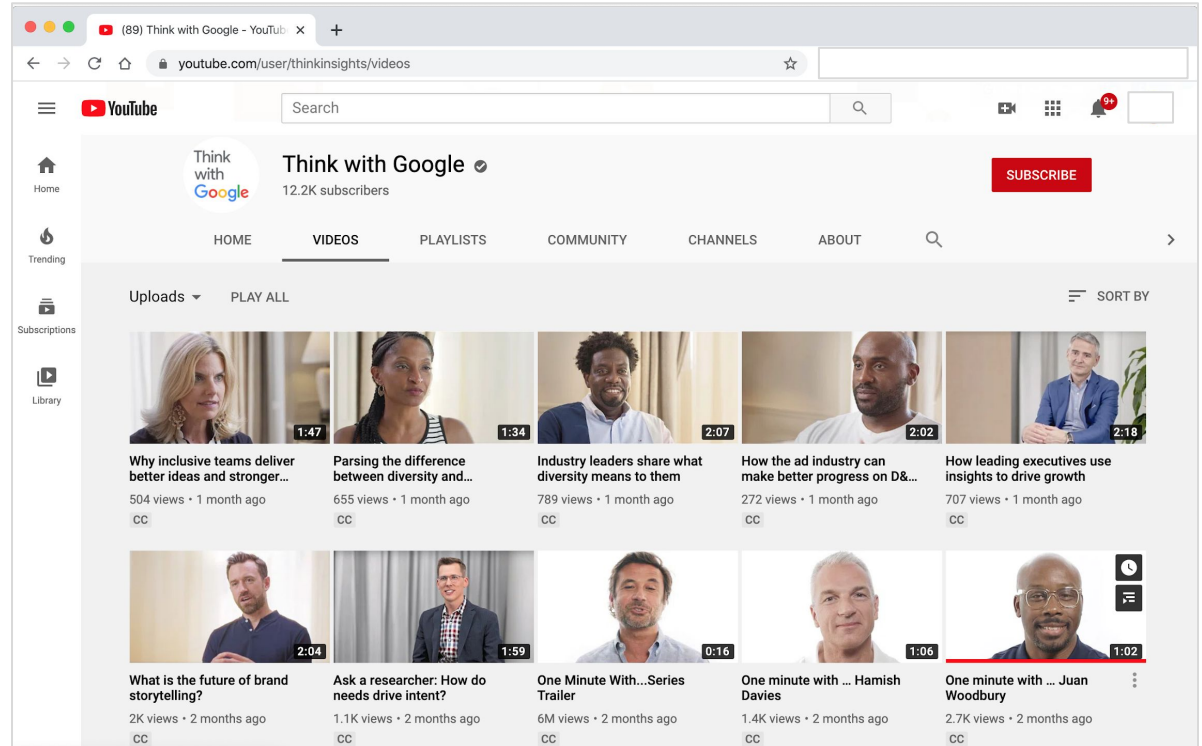 (89) Think with Google - YouTub
youtube.com/user/thinkinsights/videos
YouTube
Search
9+
Home
Trending
Subscriptions
Library
Think
with
Google
Think with Google
12.2K subscribers
SUBSCRIBE
HOME VIDEOS PLAYLISTS COMMUNITY CHANNELS ABOUT
Uploads PLAY ALL SORT BY
1:47
Why inclusive teams deliver
better ideas and stronger...
504 views • 1 month ago
CC
1:34
Parsing the difference
between diversity and...
655 views • 1 month ago
CC
2:07
Industry leaders share what
diversity means to them
789 views • 1 month ago
CC
2:02
How the ad industry can
make better progress on D&...
272 views • 1 month ago
CC
2:18
How leading executives use
insights to drive growth
707 views • 1 month ago
CC
2:04
What is the future of brand
storytelling?
2K views • 2 months ago
CC
1:59
Ask a researcher: How do
needs drive intent?
1.1K views • 2 months ago
CC
0:16
One Minute With...Series
Trailer
6M views • 2 months ago
CC
1:06
One minute with ... Hamish
Davies
1.4K views • 2 months ago
CC
1:02
One minute with ... Juan
Woodbury
2.7K views • 2 months ago
CC